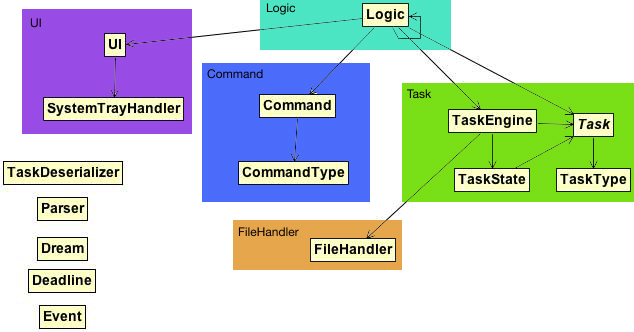 Logic
Logic
UI
UI
SystemTrayHandler
Command
Command
CommandType
Task
TaskEngine
Task
TaskState
TaskType
TaskDeserializer
Parser
Dream
Deadline
Event
FileHandler
FileHandler